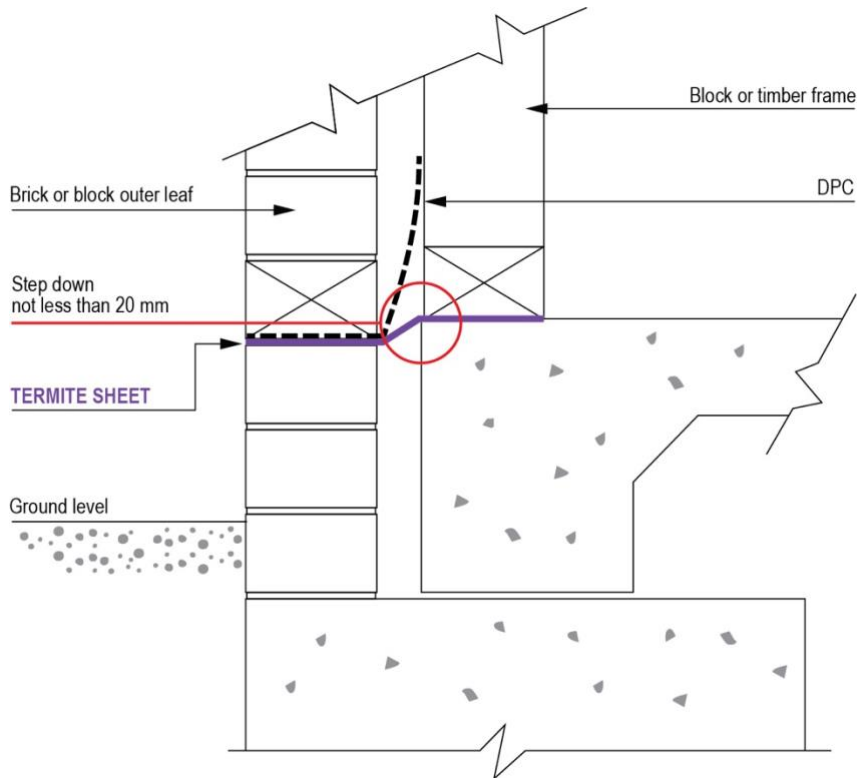 Block or timber frame
Brick or block outer leaf
DPC
Step down
not less than 20 mm
TERMITE SHEET
Ground level